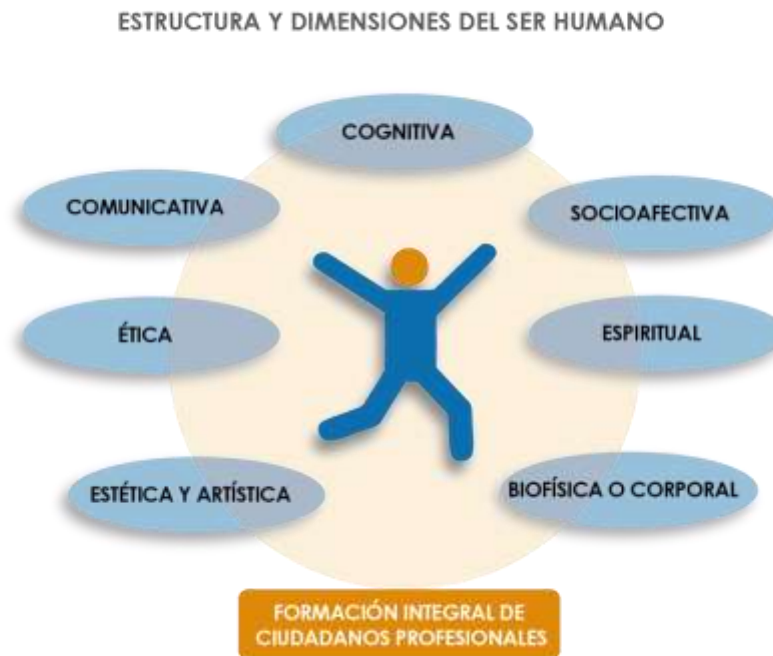 ESTRUCTURA Y DIMENSIONES DEL SER HUMANO
COGNITIVA
COMUNICATIVA
SOCIOAFECTIVA
ÉTICA
ESPIRITUAL
ESTÉTICA Y ARTÍSTICA
BIOFÍSICA O CORPORAL
FORMACIÓN INTEGRAL DE
CIUDADANOS PROFESIONALES